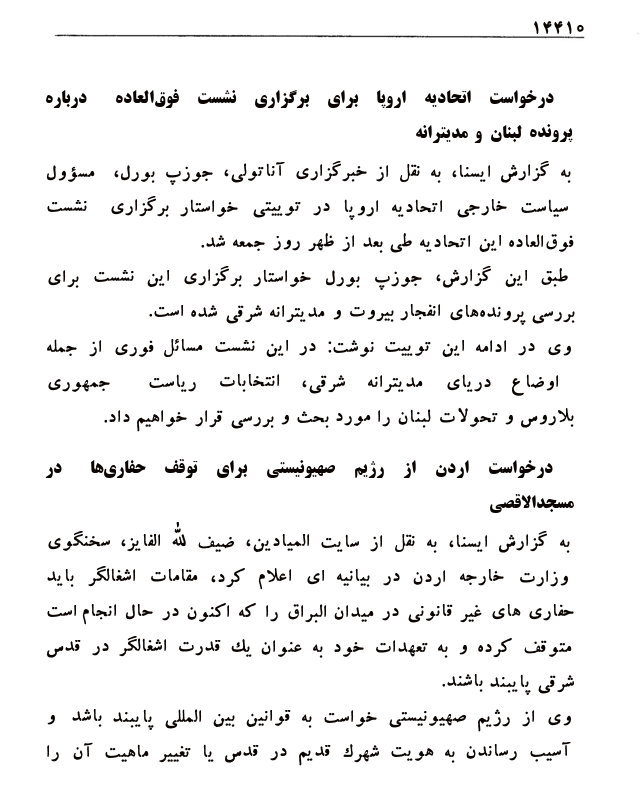 ۱۴۴۱۰
درخواست اتحادیه اروپا برای برگزاری نشست فوق‌العاده درباره
پرونده لبنان و مدیترانه
به گزارش ایسنا، به نقل از خبرگزاری آناتولی، جوزپ بورل، مسؤول
سیاست خارجی اتحادیه اروپا در توییتی خواستار برگزاری نشست
فوق‌العاده این اتحادیه طی بعد از ظهر روز جمعه شد.
طبق این گزارش، جوزپ بورل خواستار برگزاری این نشست برای
بررسی پرونده‌های انفجار بیروت و مدیترانه شرقی شده است.
وی در ادامه این توییت نوشت: در این نشست مسائل فوری از جمله
اوضاع دریای مدیترانه شرقی، انتخابات ریاست جمهوری
بلاروس و تحولات لبنان را مورد بحث و بررسی قرار خواهیم داد.
درخواست اردن از رژیم صهیونیستی برای توقف حفاری‌ها در
مسجدالاقصی
به گزارش ایسنا، به نقل از سایت المیادین، ضیف لله الفایز، سخنگوی
وزارت خارجه اردن در بیانیه ای اعلام کرد، مقامات اشغالگر باید
حفاری های غیر قانونی در میدان البراق را که اکنون در حال انجام است
متوقف کرده و به تعهدات خود به عنوان یك قدرت اشغالگر در قدس
شرقی پایبند باشند.
وی از رژیم صهیونیستی خواست به قوانین بین المللی پایبند باشد و
آسیب رساندن به هویت شهرك قدیم در قدس یا تغییر ماهیت آن را